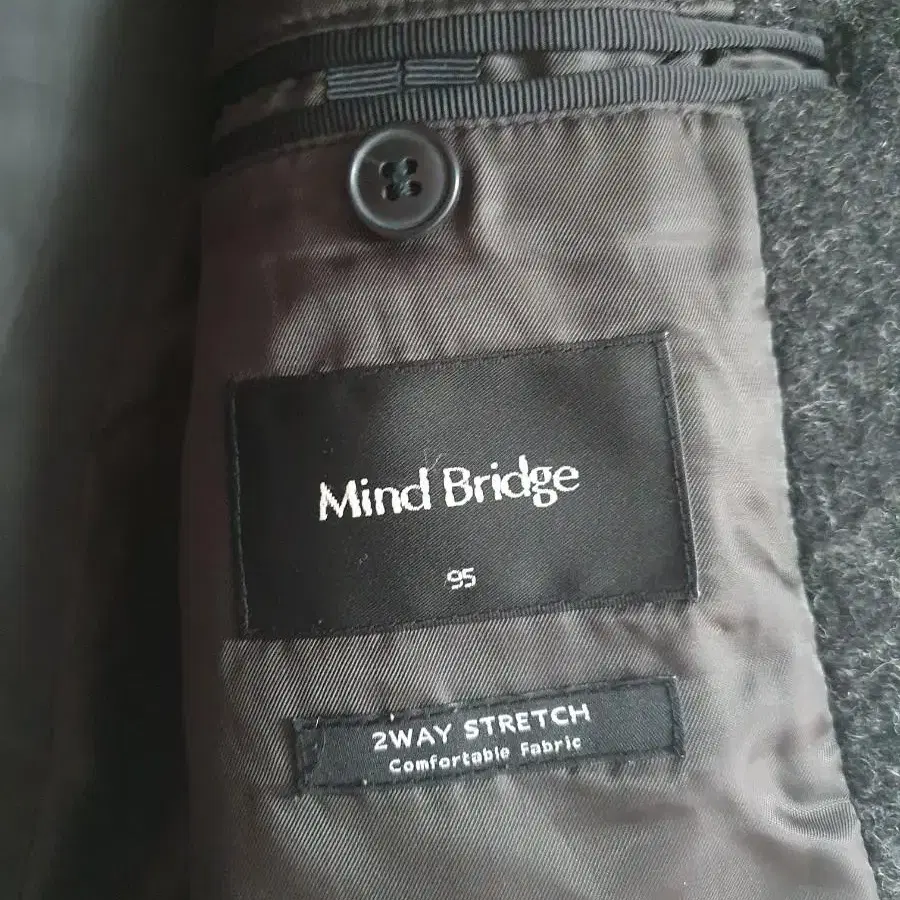 Mind Bridge
95
2WAY STRETCH
Comfortable Fabric